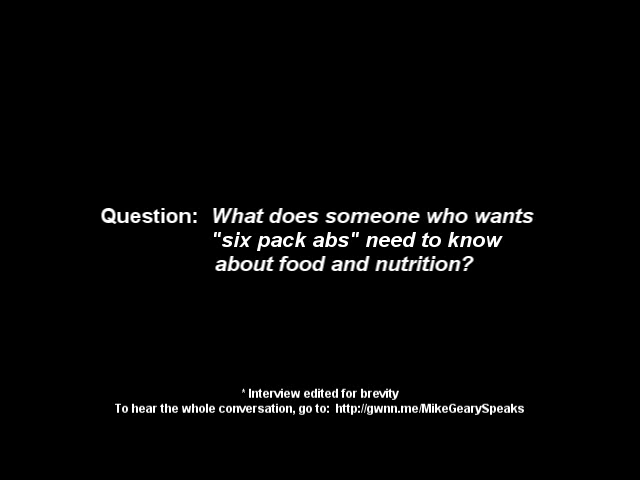 Question: What does someone who wants
"six pack abs" need to know
about food and nutrition?
* Interview edited for brevity
To hear the whole conversation, go to: http://gwnn.me/MikeGearySpeaks